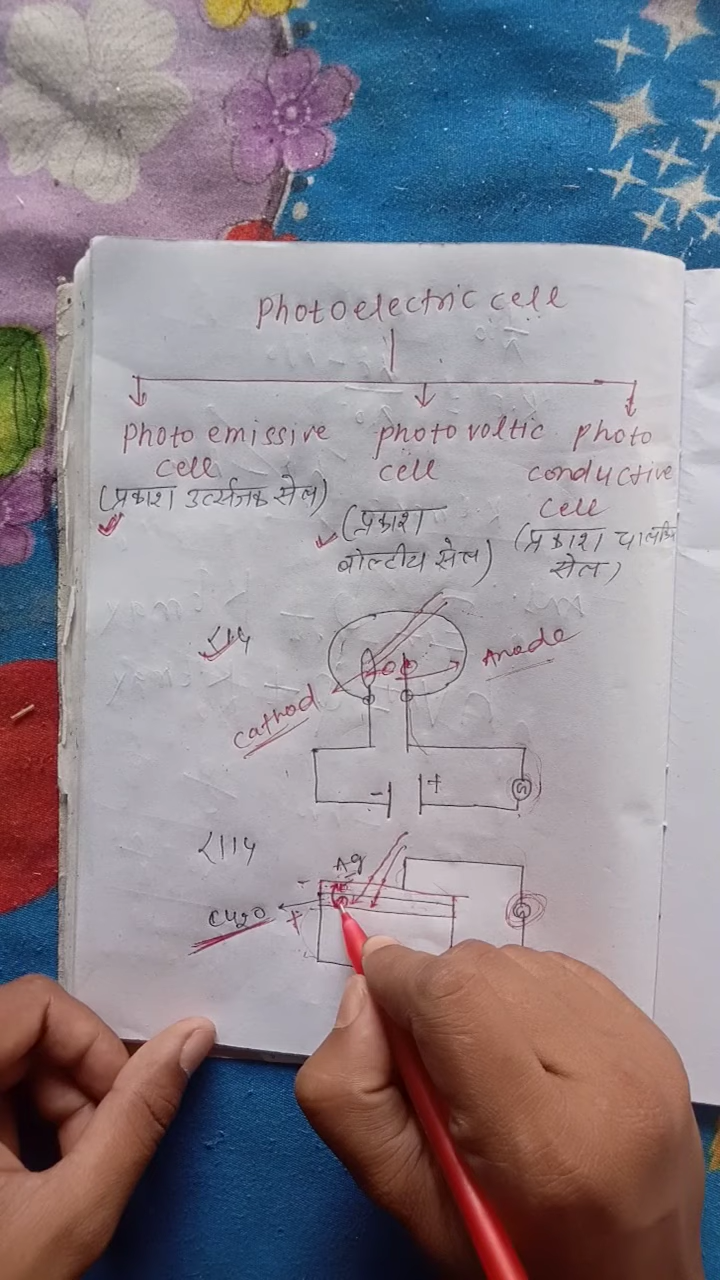 photoelectric cell
photo emissive photo voltic photo
cell cell conductive
(प्रकाश उत्सर्जक सेल) cell
(प्रकाश (प्रकाश चालकीय
वोल्टीय सेल) सेल)
Anode
cathod
- +
G
Ag
-
Cu2O
+
G